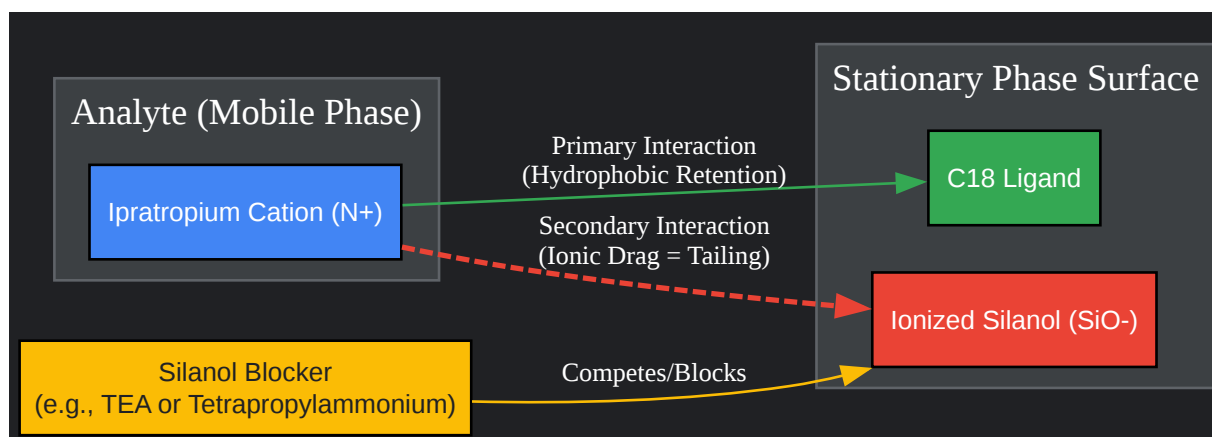 Analyte (Mobile Phase)
Ipratropium Cation (N+)
Primary Interaction
(Hydrophobic Retention)
Secondary Interaction
(Ionic Drag = Tailing)
Stationary Phase Surface
C18 Ligand
Ionized Silanol (SiO-)
Silanol Blocker
(e.g., TEA or Tetrapropylammonium)
Competes/Blocks